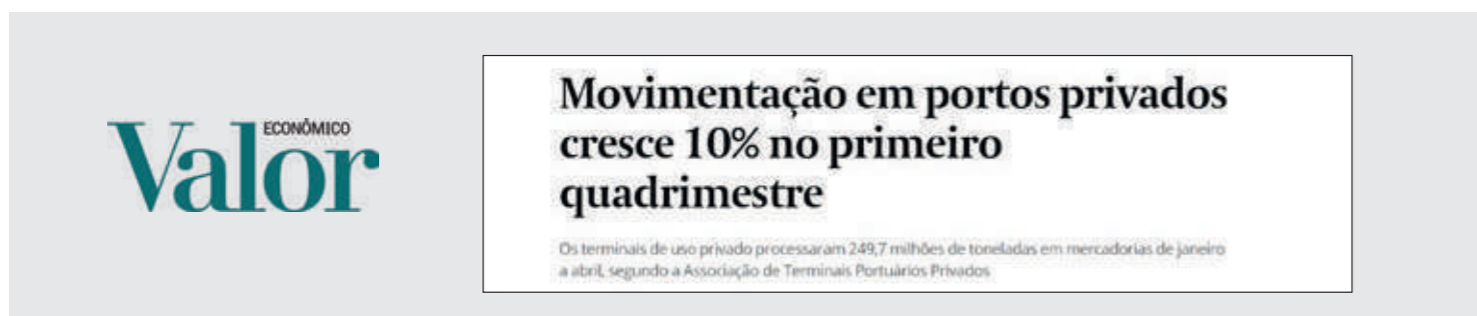 ECONÔMICO
Valor
Movimentação em portos privados
cresce 10% no primeiro
quadrimestre
Os terminais de uso privado processaram 249,7 milhões de toneladas em mercadorias de janeiro
a abril, segundo a Associação de Terminais Portuários Privados